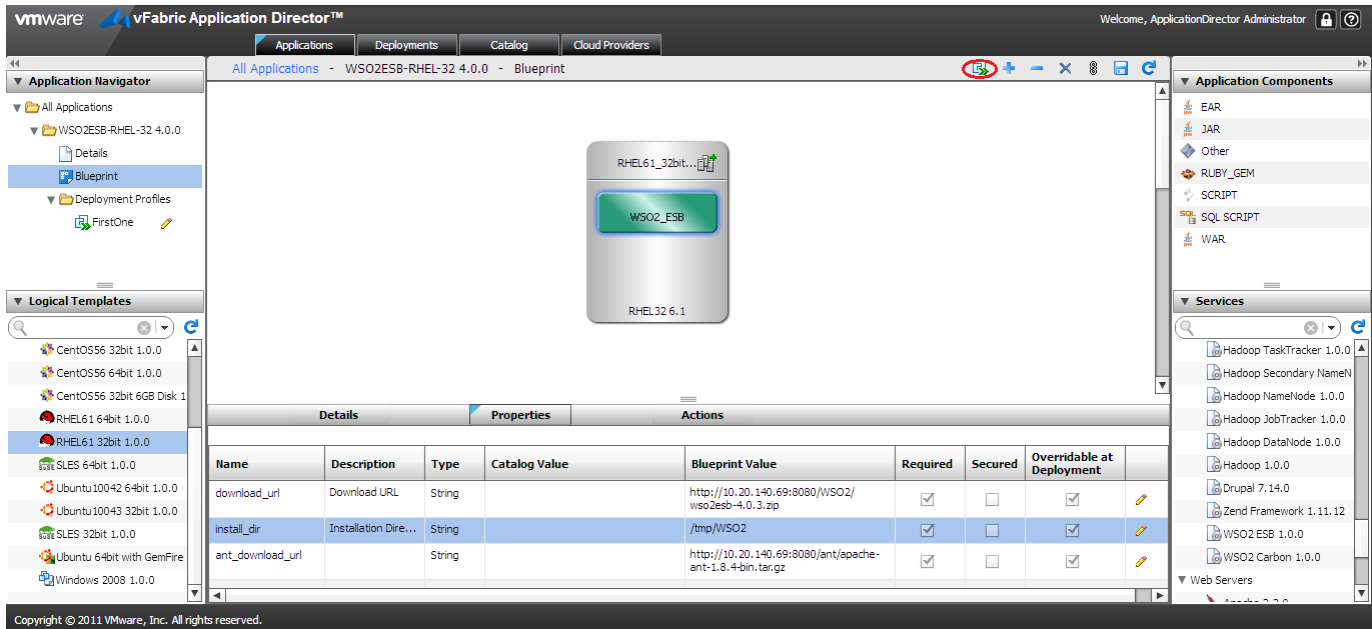 vmware vFabric Application Director™
Welcome, ApplicationDirector Administrator
Applications Deployments Catalog Cloud Providers
Application Navigator
All Applications
WSO2ESB-RHEL-32 4.0.0
Details
Blueprint
Deployment Profiles
FirstOne
Logical Templates
CentOS56 32bit 1.0.0
CentOS56 64bit 1.0.0
CentOS56 32bit 6GB Disk 1
RHEL61 64bit 1.0.0
RHEL61 32bit 1.0.0
SLES 64bit 1.0.0
Ubuntu10042 64bit 1.0.0
Ubuntu10043 32bit 1.0.0
SLES 32bit 1.0.0
Ubuntu 64bit with GemFire
Windows 2008 1.0.0
All Applications - WSO2ESB-RHEL-32 4.0.0 - Blueprint
RHEL61_32bit...
WSO2_ESB
RHEL32 6.1
Details Properties Actions
Name Description Type Catalog Value Blueprint Value Required Secured Overridable at
Deployment
download_url Download URL String http://10.20.140.69:8080/WSO2/
wso2esb-4.0.3.zip
install_dir Installation Dire... String /tmp/WSO2
ant_download_url String http://10.20.140.69:8080/ant/apache-
ant-1.8.4-bin.tar.gz
Application Components
EAR
JAR
Other
RUBY_GEM
SCRIPT
SQL SCRIPT
WAR
Services
Hadoop TaskTracker 1.0.0
Hadoop Secondary NameN
Hadoop NameNode 1.0.0
Hadoop JobTracker 1.0.0
Hadoop DataNode 1.0.0
Hadoop 1.0.0
Drupal 7.14.0
Zend Framework 1.11.12
WSO2 ESB 1.0.0
WSO2 Carbon 1.0.0
Web Servers
Copyright © 2011 VMware, Inc. All rights reserved.